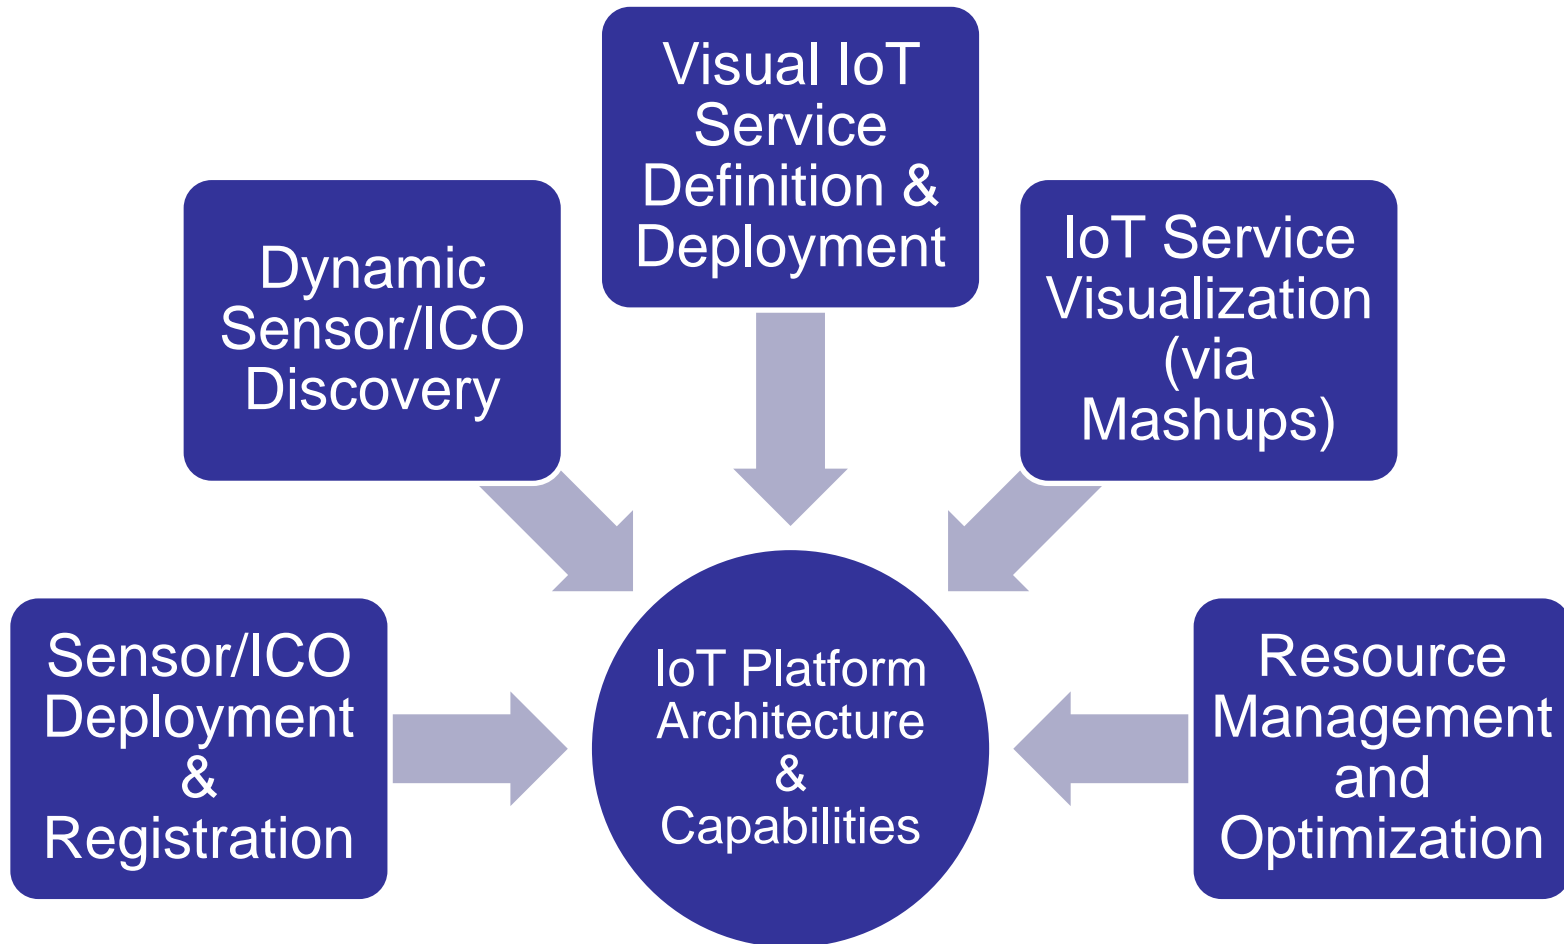 Visual IoT
Service
Definition &
Deployment
Dynamic
Sensor/ICO
Discovery
IoT Service
Visualization
(via
Mashups)
Sensor/ICO
Deployment
&
Registration
IoT Platform
Architecture
&
Capabilities
Resource
Management
and
Optimization